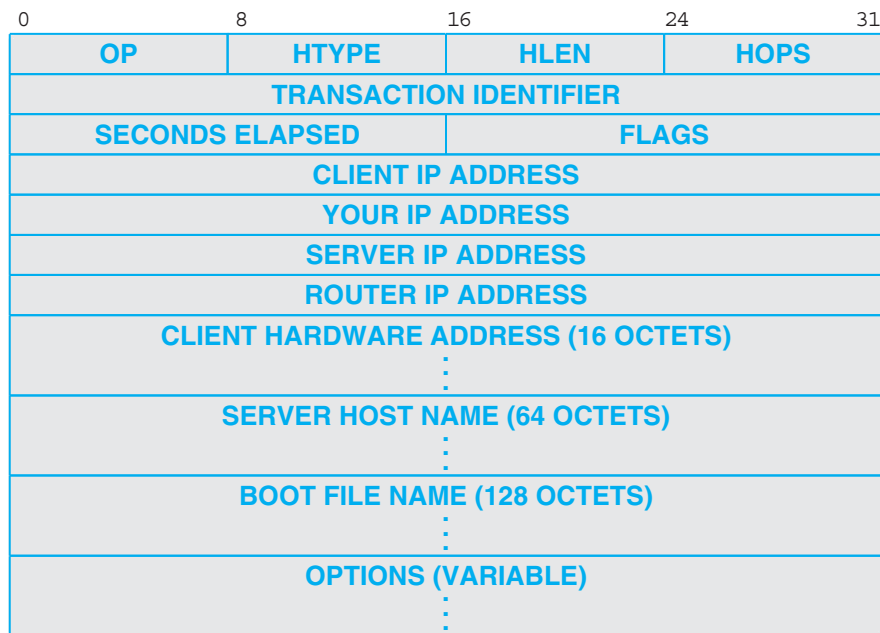 0 8 16 24 31
OP HTYPE HLEN HOPS
TRANSACTION IDENTIFIER
SECONDS ELAPSED FLAGS
CLIENT IP ADDRESS
YOUR IP ADDRESS
SERVER IP ADDRESS
ROUTER IP ADDRESS
CLIENT HARDWARE ADDRESS (16 OCTETS)
SERVER HOST NAME (64 OCTETS)
BOOT FILE NAME (128 OCTETS)
OPTIONS (VARIABLE)